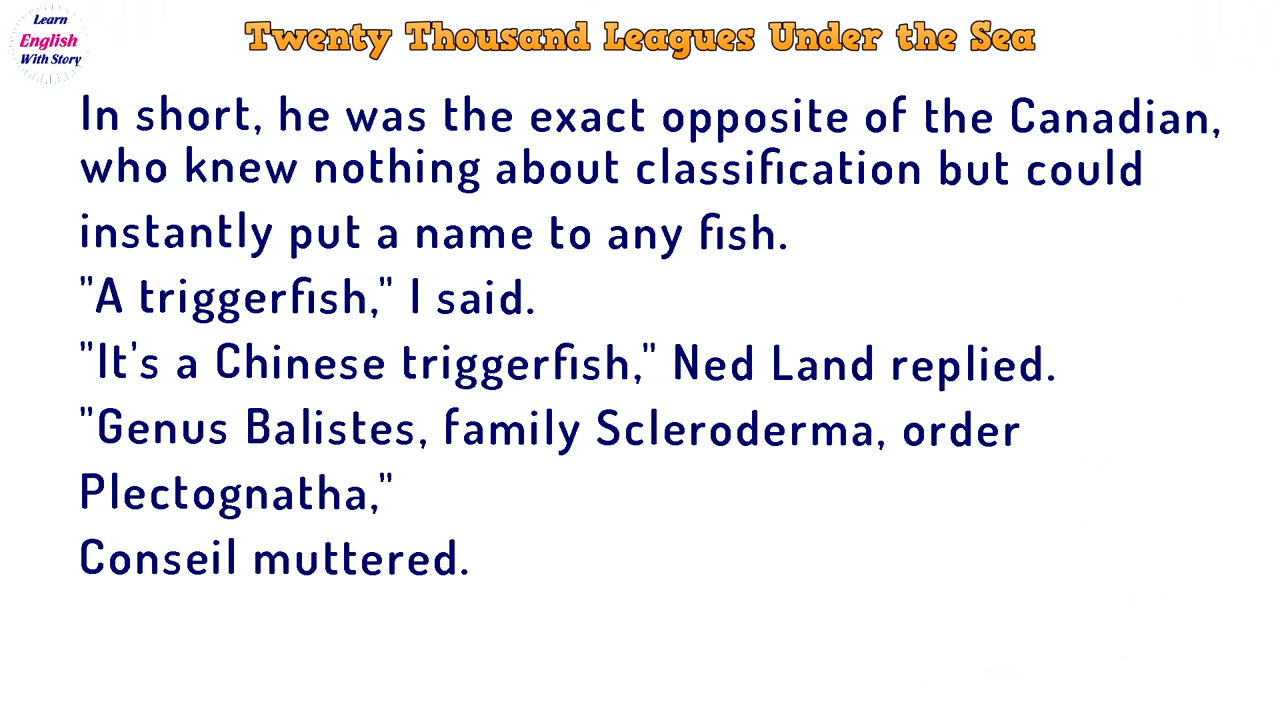 Learn
English
With Story
Twenty Thousand Leagues Under the Sea
In short, he was the exact opposite of the Canadian,
who knew nothing about classification but could
instantly put a name to any fish.
"A triggerfish," I said.
"It's a Chinese triggerfish," Ned Land replied.
"Genus Balistes, family Scleroderma, order
Plectognatha,"
Conseil muttered.